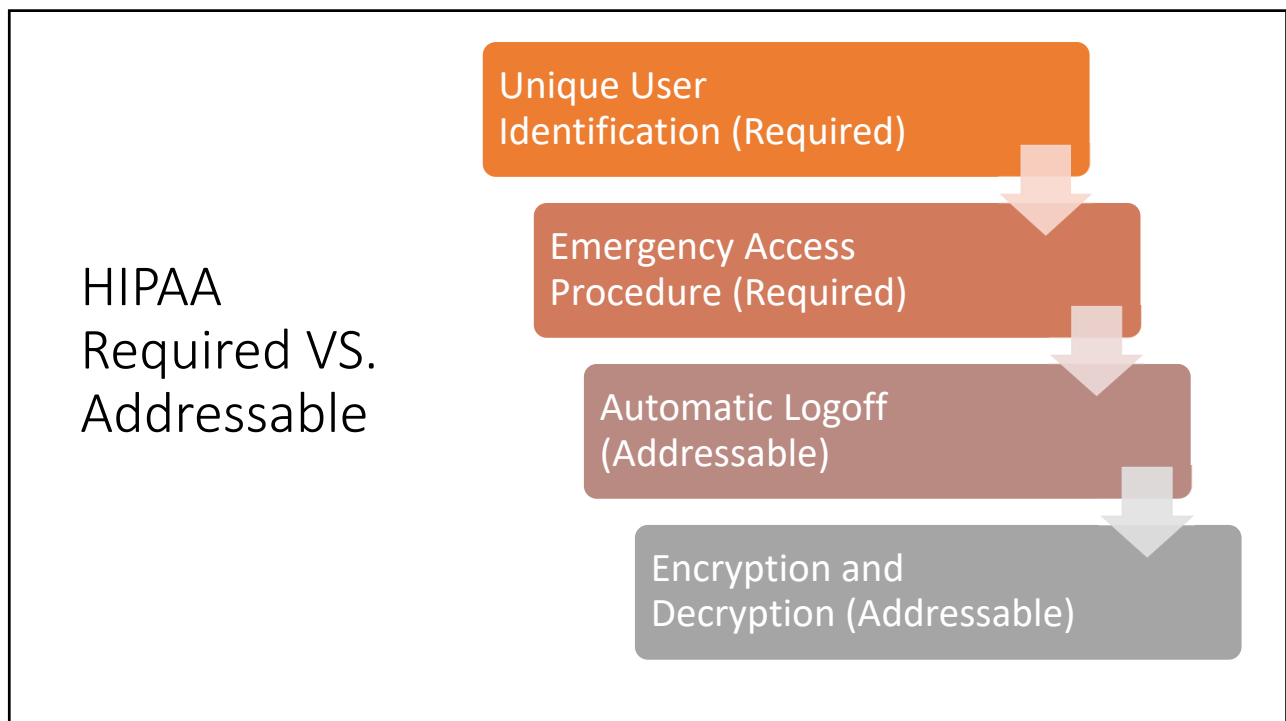 HIPAA
Required VS.
Addressable
Unique User
Identification (Required)
Emergency Access
Procedure (Required)
Automatic Logoff
(Addressable)
Encryption and
Decryption (Addressable)